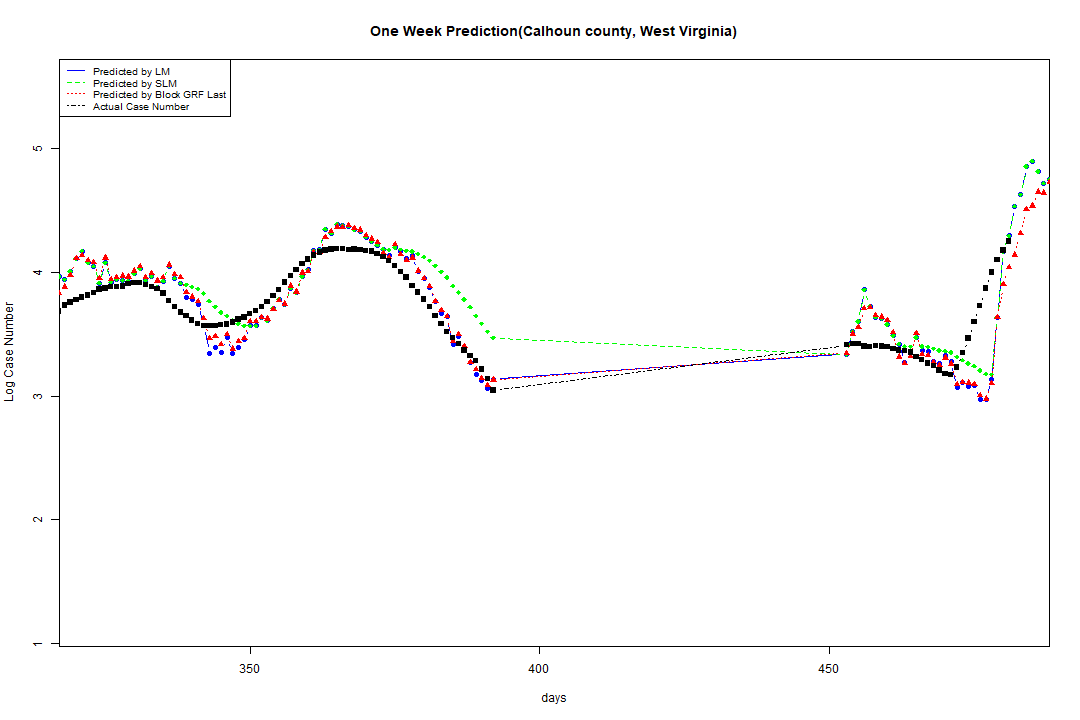 One Week Prediction(Calhoun county, West Virginia)
Predicted by LM
Predicted by SLM
Predicted by Block GRF Last
Actual Case Number
Log Case Number
5
4
3
2
1
350
400
450
days